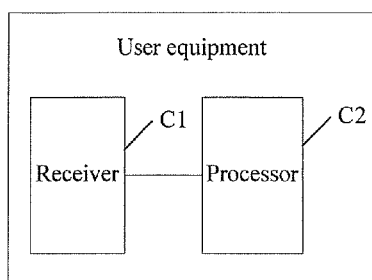 User equipment
C1
C2
Receiver
Processor